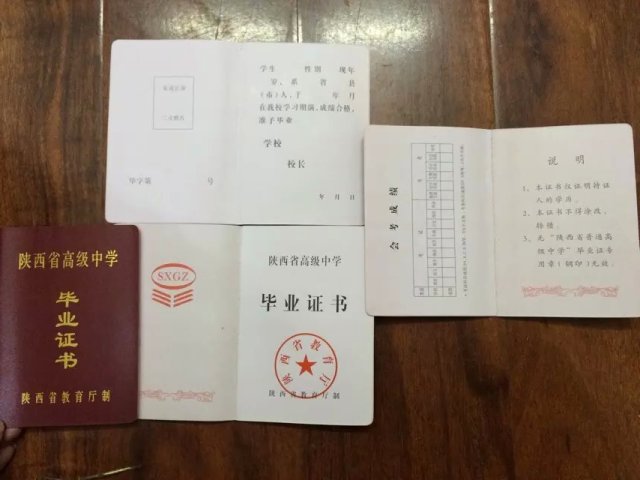 学生 性别 现年
岁、系 省 县
(市)人,于 年 月
在我校学习期满,成绩合格,
准予毕业
学校
校长
毕字第 号
年 月 日
会考成绩
说 明
1、本证书仅证明持证
人的学历。
2、本证书不得涂改、
转借。
3、无“陕西省普通高
级中学”毕业证专
用章(钢印)无效。
陕西省高级中学
毕业证书
陕西省教育厅制
SXGZ
陕西省高级中学
毕业证书
陕西省教育厅
陕西省教育厅制